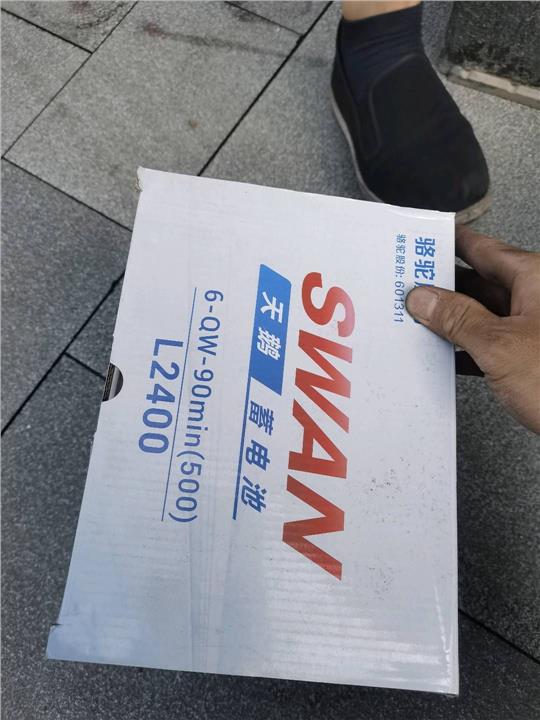 骆驼
骆驼股份: 601311
SWAN
天鹅 蓄电池
6-QW-90min(500)
L2400